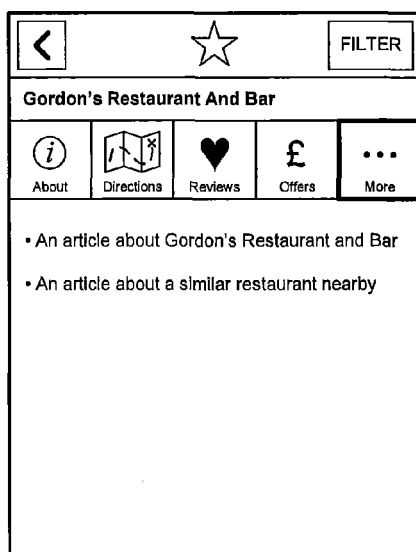 FILTER
Gordon's Restaurant And Bar
i
About Directions Reviews £ Offers ... More
• An article about Gordon's Restaurant and Bar
• An article about a similar restaurant nearby